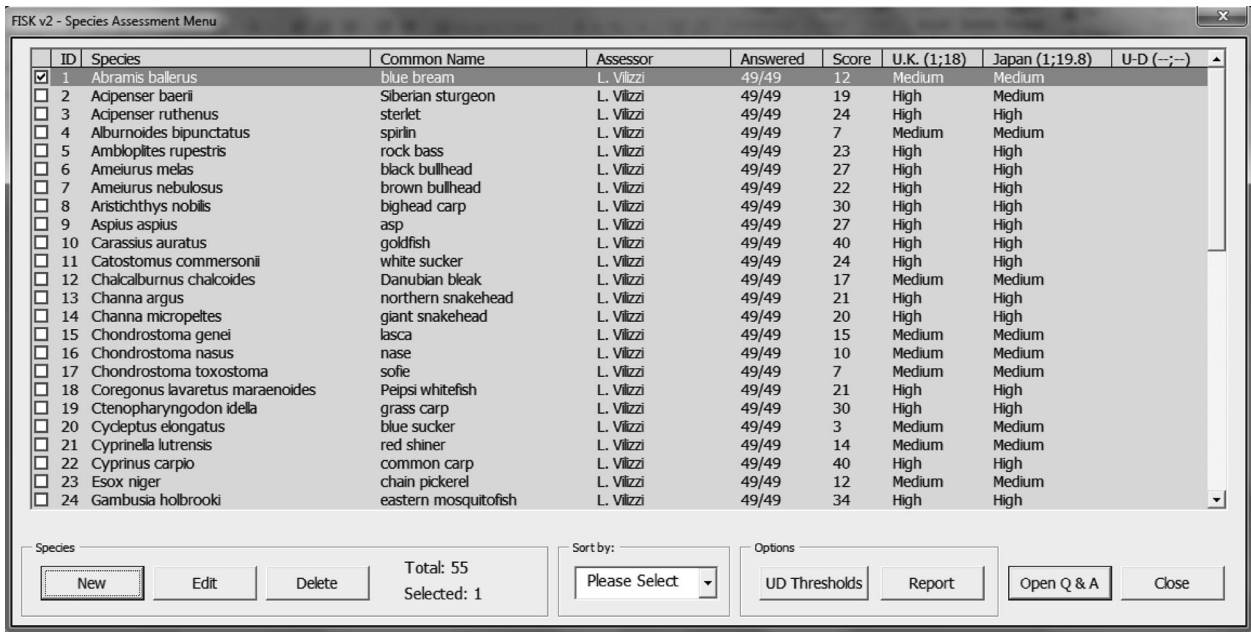 FISK v2 - Species Assessment Menu
ID Species Common Name Assessor Answered Score U.K. (1;18) Japan (1;19.8) U-D (--;--)
1 Abramis ballerus blue bream L. Vilizzi 49/49 12 Medium Medium
2 Acipenser baerii Siberian sturgeon L. Vilizzi 49/49 19 High Medium
3 Acipenser ruthenus sterlet L. Vilizzi 49/49 24 High High
4 Alburnoides bipunctatus spirlin L. Vilizzi 49/49 7 Medium Medium
5 Ambloplites rupestris rock bass L. Vilizzi 49/49 23 High High
6 Ameiurus melas black bullhead L. Vilizzi 49/49 27 High High
7 Ameiurus nebulosus brown bullhead L. Vilizzi 49/49 22 High High
8 Aristichthys nobilis bighead carp L. Vilizzi 49/49 30 High High
9 Aspius aspius asp L. Vilizzi 49/49 27 High High
10 Carassius auratus goldfish L. Vilizzi 49/49 40 High High
11 Catostomus commersonii white sucker L. Vilizzi 49/49 24 High High
12 Chalcalburnus chalcoides Danubian bleak L. Vilizzi 49/49 17 Medium Medium
13 Channa argus northern snakehead L. Vilizzi 49/49 21 High High
14 Channa micropeltes giant snakehead L. Vilizzi 49/49 20 High High
15 Chondrostoma genei lasca L. Vilizzi 49/49 15 Medium Medium
16 Chondrostoma nasus nase L. Vilizzi 49/49 10 Medium Medium
17 Chondrostoma toxostoma sofie L. Vilizzi 49/49 7 Medium Medium
18 Coregonus lavaretus maraenoides Peipsi whitefish L. Vilizzi 49/49 21 High High
19 Ctenopharyngodon idella grass carp L. Vilizzi 49/49 30 High High
20 Cycleptus elongatus blue sucker L. Vilizzi 49/49 3 Medium Medium
21 Cyprinella lutrensis red shiner L. Vilizzi 49/49 14 Medium Medium
22 Cyprinus carpio common carp L. Vilizzi 49/49 40 High High
23 Esox niger chain pickerel L. Vilizzi 49/49 12 Medium Medium
24 Gambusia holbrooki eastern mosquitofish L. Vilizzi 49/49 34 High High
Species Sort by: Options
New Edit Delete Total: 55 Selected: 1 Please Select UD Thresholds Report Open Q & A Close